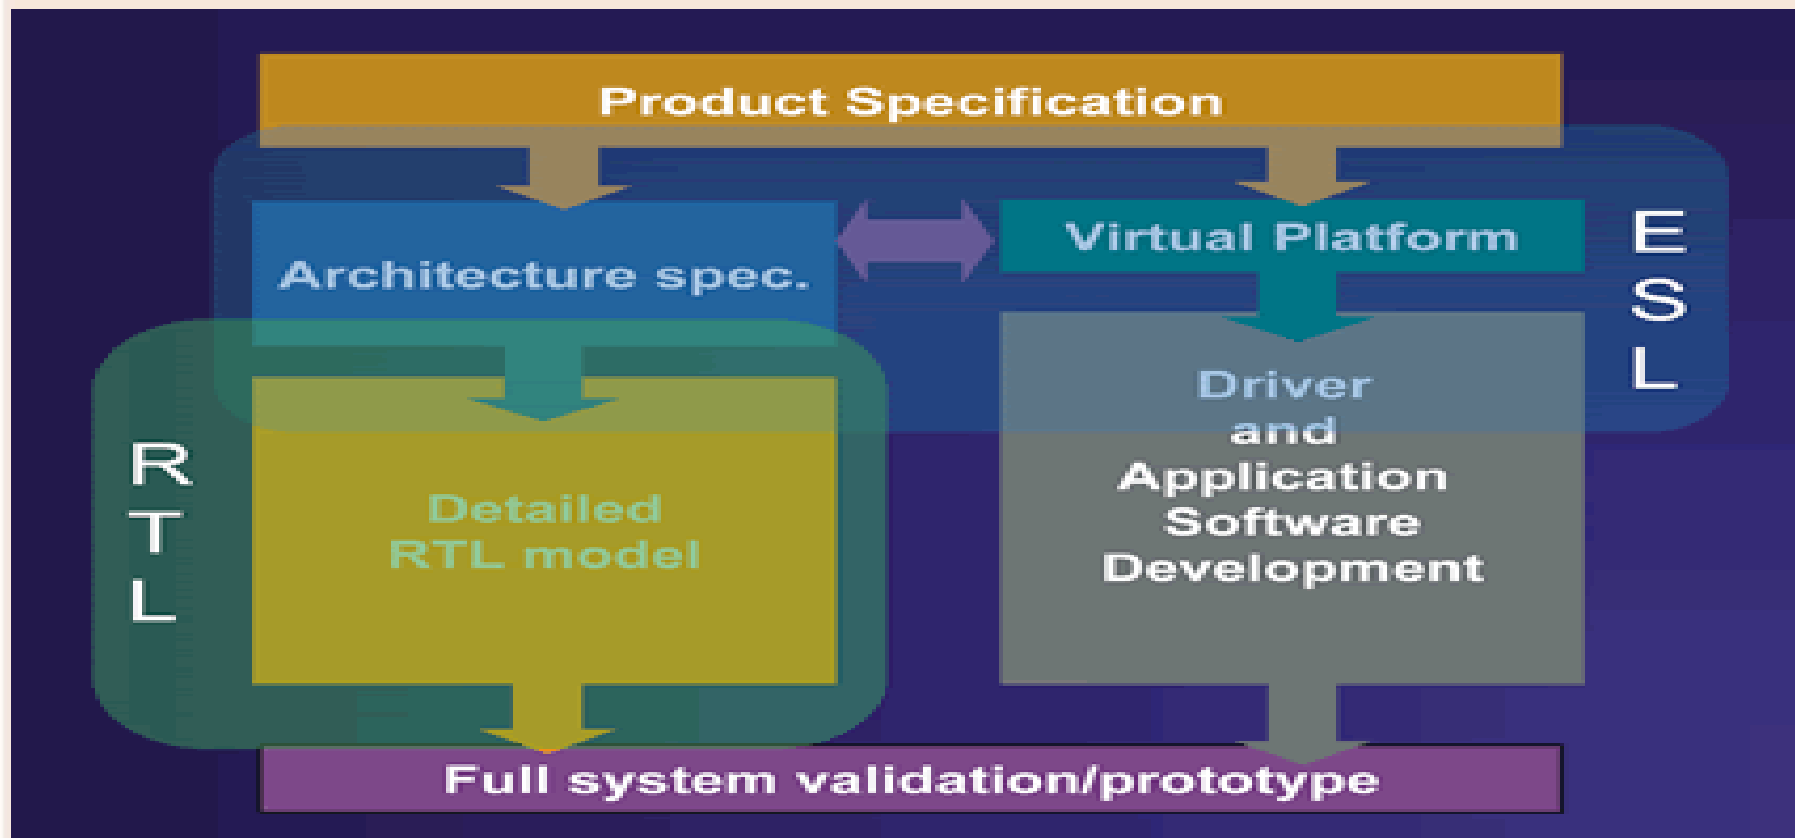 Product Specification
Architecture spec.
Virtual Platform
E
S
L
Driver
and
Application
Software
Development
R
T
L
Detailed
RTL model
Full system validation/prototype